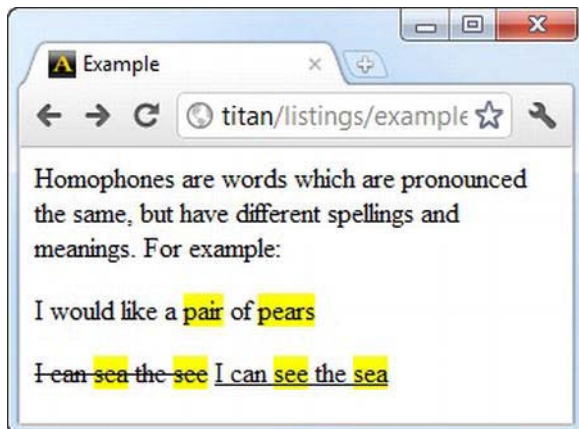 A Example
titan/listings/example
Homophones are words which are pronounced
the same, but have different spellings and
meanings. For example:
I would like a pair of pears
I can sea the see I can see the sea